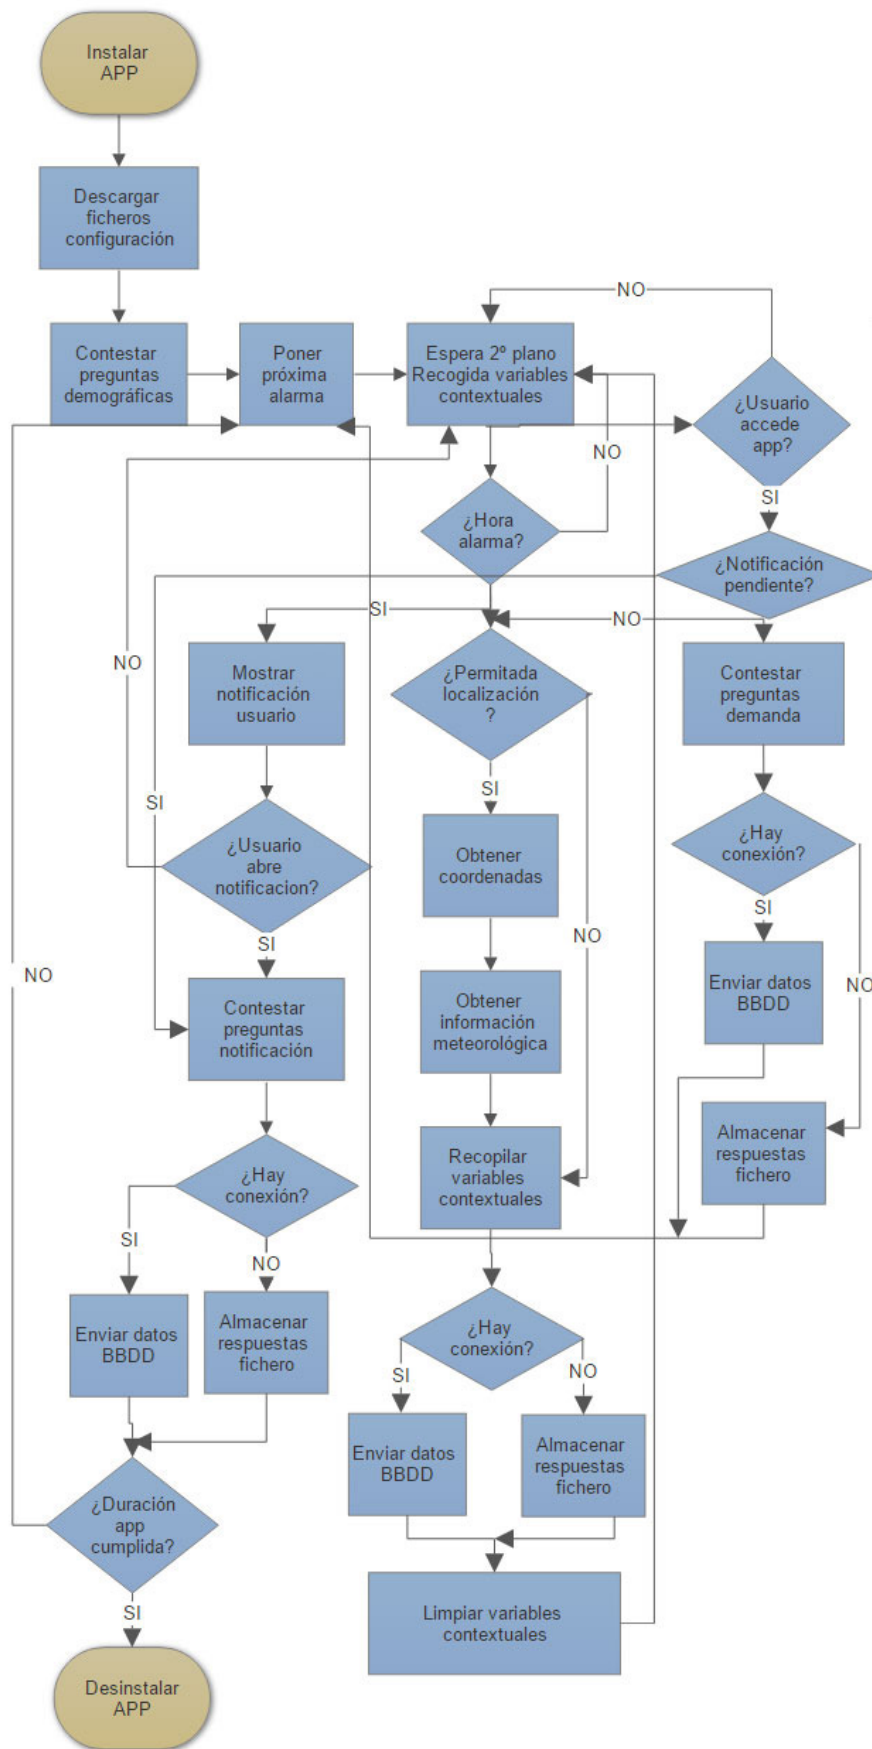 Instalar
APP
Descargar
ficheros
configuración
NO
Contestar
preguntas
demográficas
Poner
próxima
alarma
Espera 2º plano
Recogida variables
contextuales
¿Usuario
accede
app?
NO
SI
¿Hora
alarma?
¿Notificación
pendiente?
SI
NO
NO
Mostrar
notificación
usuario
¿Permitada
localización
?
Contestar
preguntas
demanda
SI
SI
¿Usuario
abre
notificacion?
Obtener
coordenadas
¿Hay
conexión?
SI
NO
SI
NO
Contestar
preguntas
notificación
Obtener
información
meteorológica
Enviar datos
BBDD
NO
¿Hay
conexión?
Recopilar
variables
contextuales
Almacenar
respuestas
fichero
SI
NO
Enviar datos
BBDD
Almacenar
respuestas
fichero
¿Hay
conexión?
SI
NO
Enviar datos
BBDD
Almacenar
respuestas
fichero
¿Duración
app
cumplida?
SI
Limpiar variables
contextuales
Desinstalar
APP